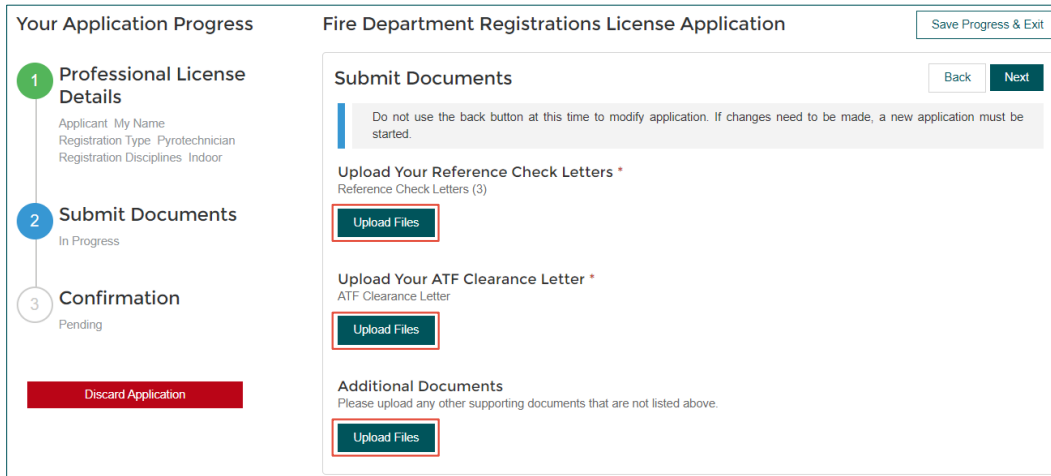 Your Application Progress
Fire Department Registrations License Application
Save Progress & Exit
1
Professional License
Details
Applicant My Name
Registration Type Pyrotechnician
Registration Disciplines Indoor
2
Submit Documents
In Progress
3
Confirmation
Pending
Discard Application
Submit Documents
Back
Next
Do not use the back button at this time to modify application. If changes need to be made, a new application must be
started.
Upload Your Reference Check Letters *
Reference Check Letters (3)
Upload Files
Upload Your ATF Clearance Letter *
ATF Clearance Letter
Upload Files
Additional Documents
Please upload any other supporting documents that are not listed above.
Upload Files